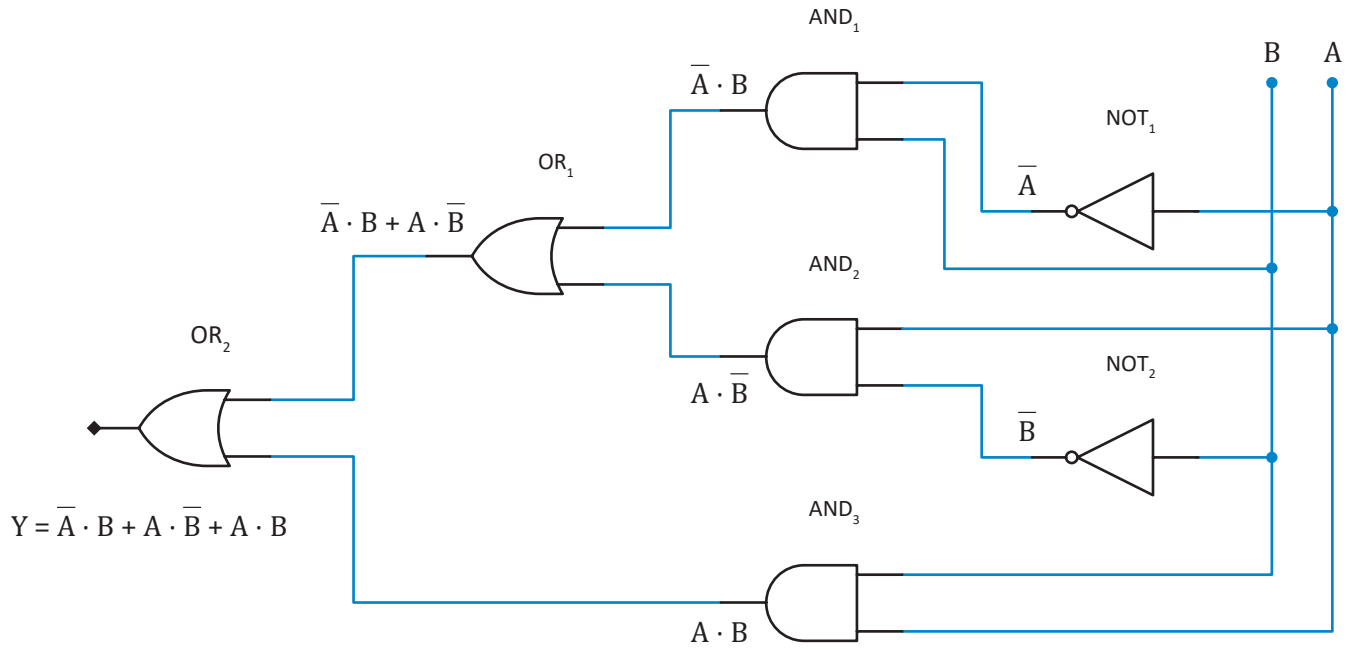 AND₁
B A
A̅ · B
NOT₁
OR₁
A̅
A̅ · B + A · B̅
AND₂
OR₂
NOT₂
A · B̅
B̅
AND₃
Y = A̅ · B + A · B̅ + A · B
A · B